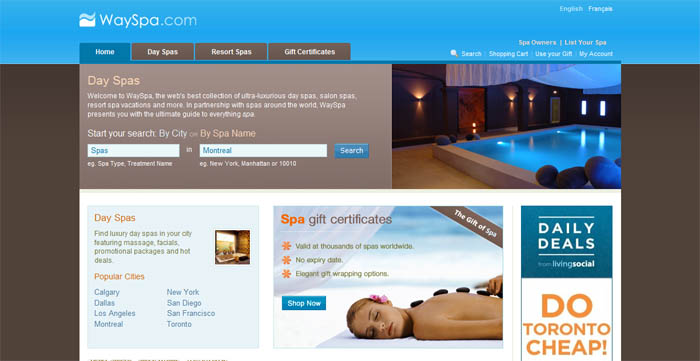 WaySpa.com
English Français
Home Day Spas Resort Spas Gift Certificates
Spa Owners | List Your Spa
Search | Shopping Cart | Use your Gift | My Account
Day Spas
Welcome to WaySpa, the web's best collection of ultra-luxurious day spas, salon spas,
resort spa vacations and more. In partnership with spas around the world, WaySpa
presents you with the ultimate guide to everything spa.
Start your search: By City OR By Spa Name
Spas in Montreal Search
eg. Spa Type, Treatment Name eg. New York, Manhattan or 10010
Day Spas
Find luxury day spas in your city
featuring massage, facials,
promotional packages and hot
deals.
Popular Cities
Calgary New York
Dallas San Diego
Los Angeles San Francisco
Montreal Toronto
Spa gift certificates
The Gift of Spa
Valid at thousands of spas worldwide.
No expiry date.
Elegant gift wrapping options.
Shop Now
DAILY
DEALS
from livingsocial
DO
TORONTO
CHEAP!